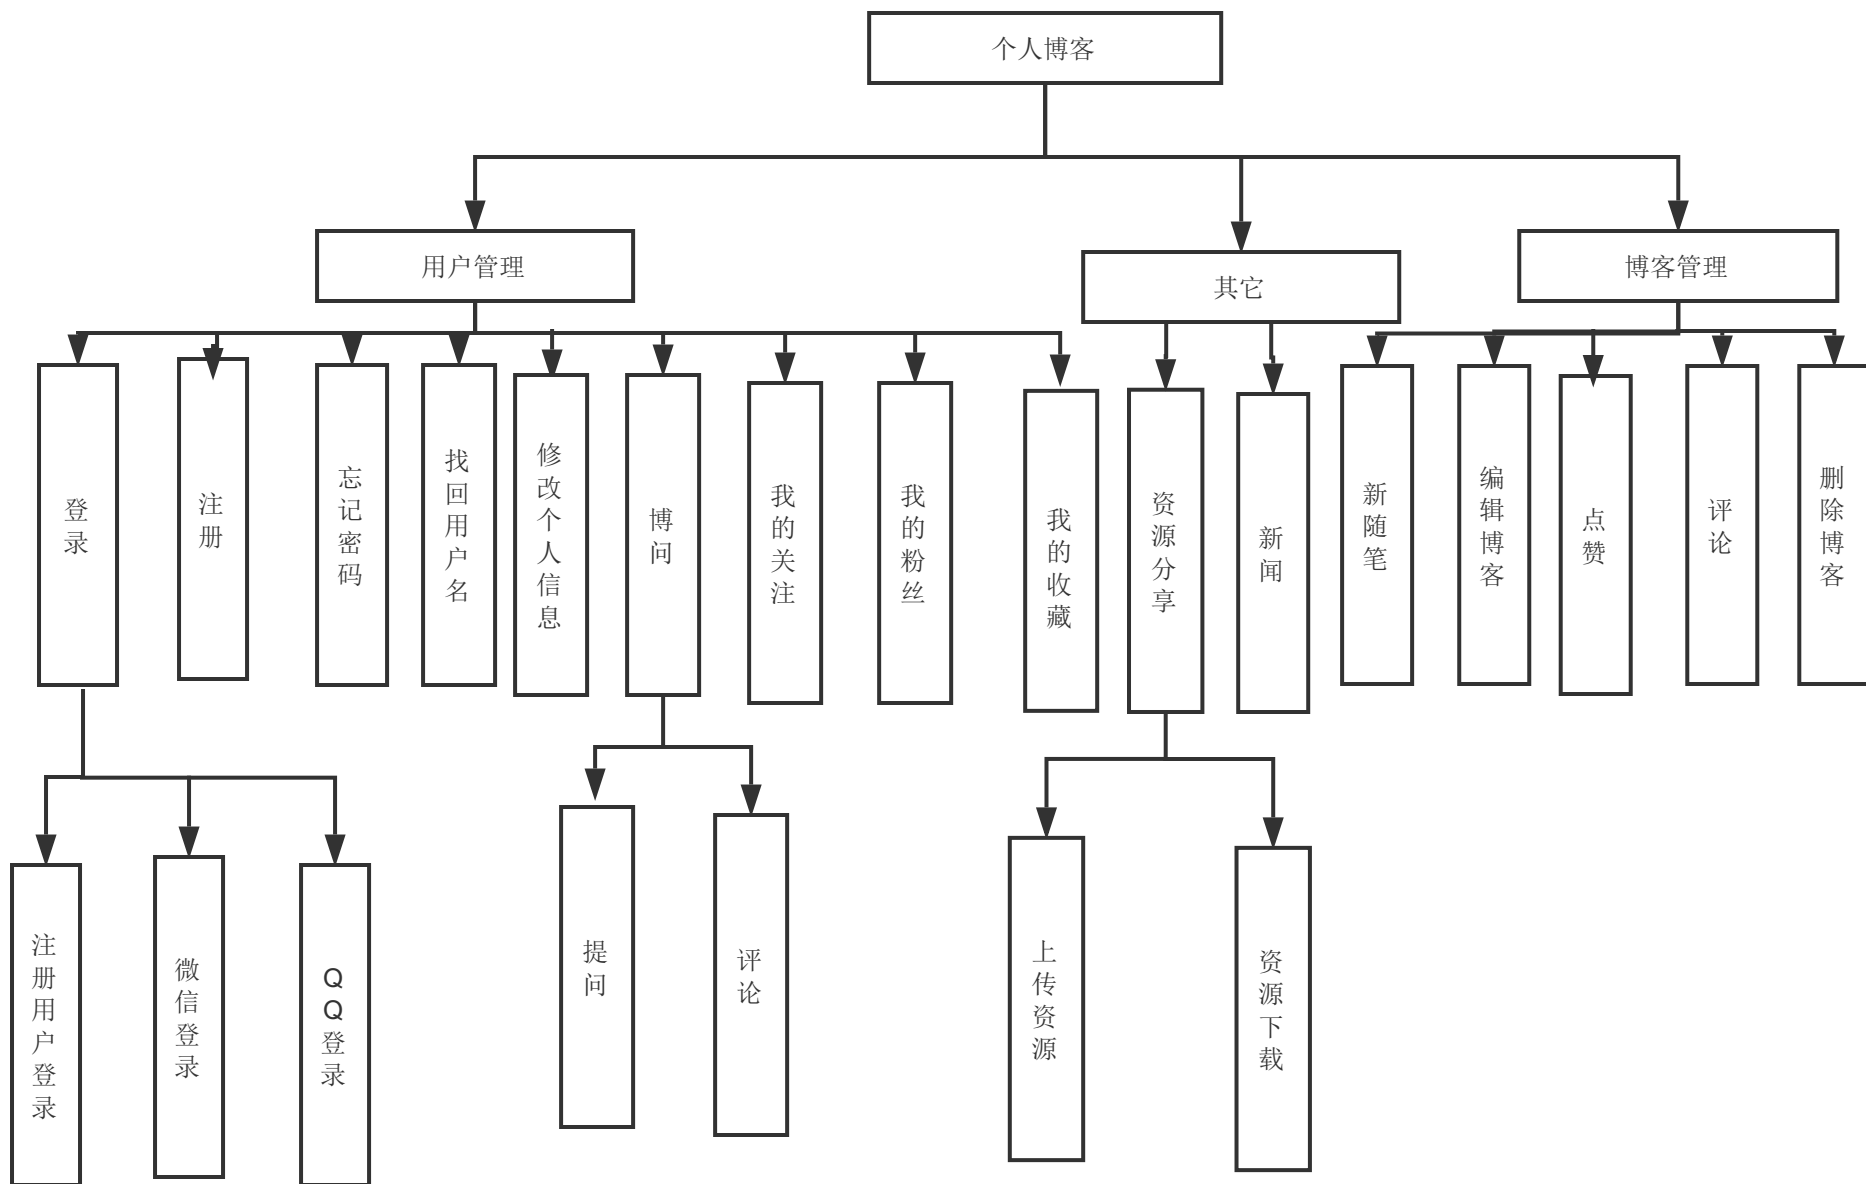 个人博客
用户管理
其它
博客管理
登录
注册
忘记密码
找回用户名
修改个人信息
博问
我的关注
我的粉丝
我的收藏
资源分享
新闻
新随笔
编辑博客
点赞
评论
删除博客
注册用户登录
微信登录
QQ登录
提问
评论
上传资源
资源下载